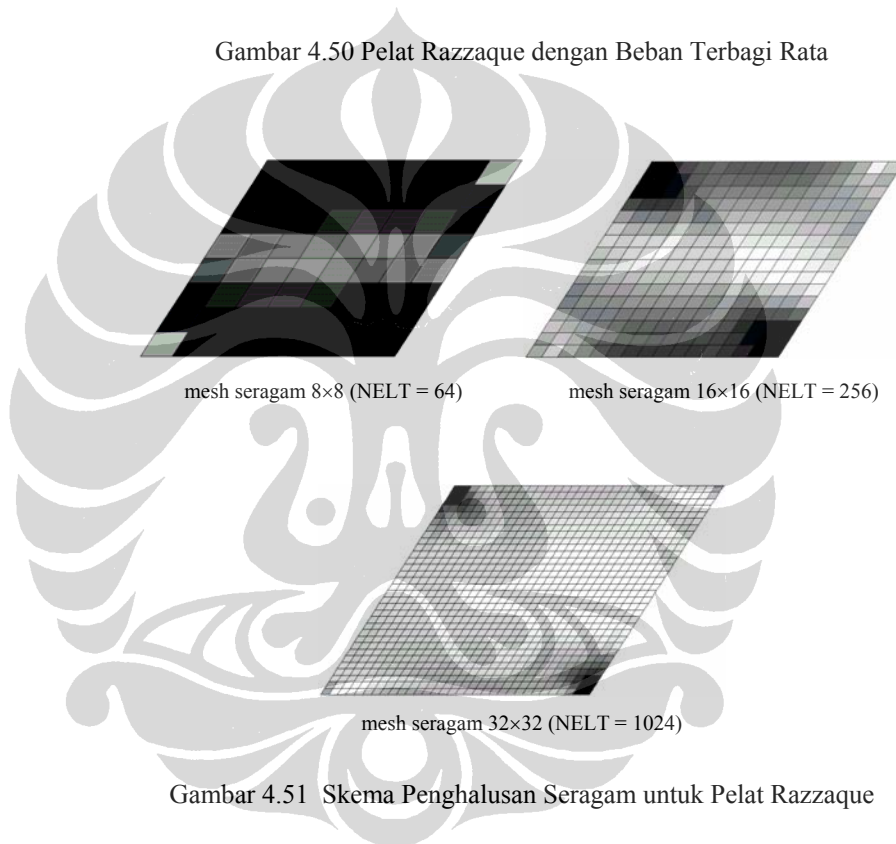 Gambar 4.50 Pelat Razzaque dengan Beban Terbagi Rata
mesh seragam 8×8 (NELT = 64)
mesh seragam 16×16 (NELT = 256)
mesh seragam 32×32 (NELT = 1024)
Gambar 4.51 Skema Penghalusan Seragam untuk Pelat Razzaque